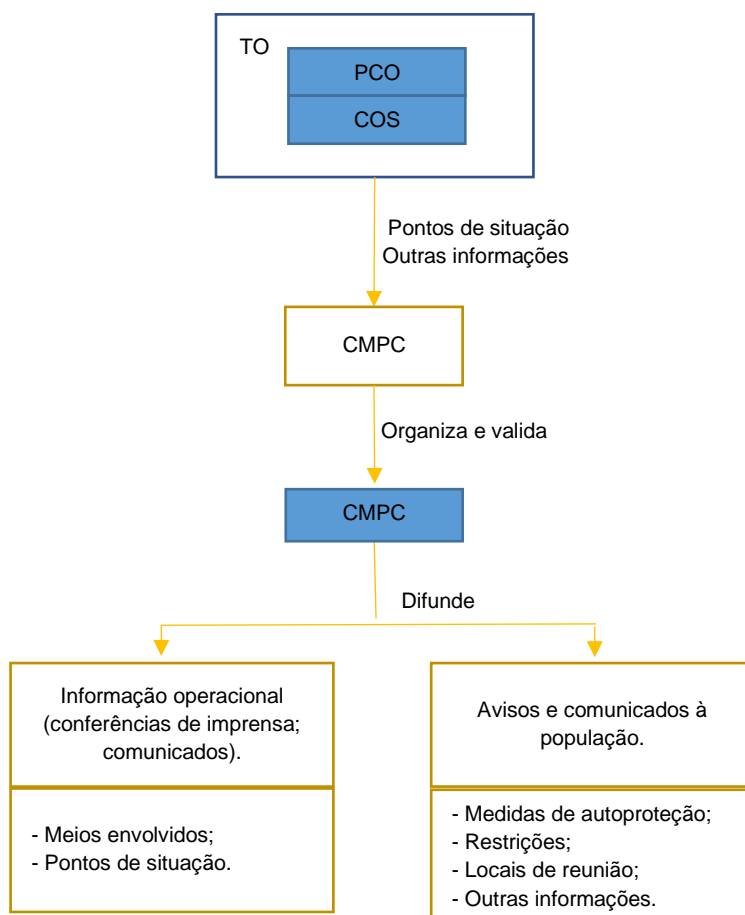 TO
PCO
COS
Pontos de situação
Outras informações
CMPC
Organiza e valida
CMPC
Difunde
Informação operacional
(conferências de imprensa;
comunicados).
- Meios envolvidos;
- Pontos de situação.
Avisos e comunicados à
população.
- Medidas de autoproteção;
- Restrições;
- Locais de reunião;
- Outras informações.